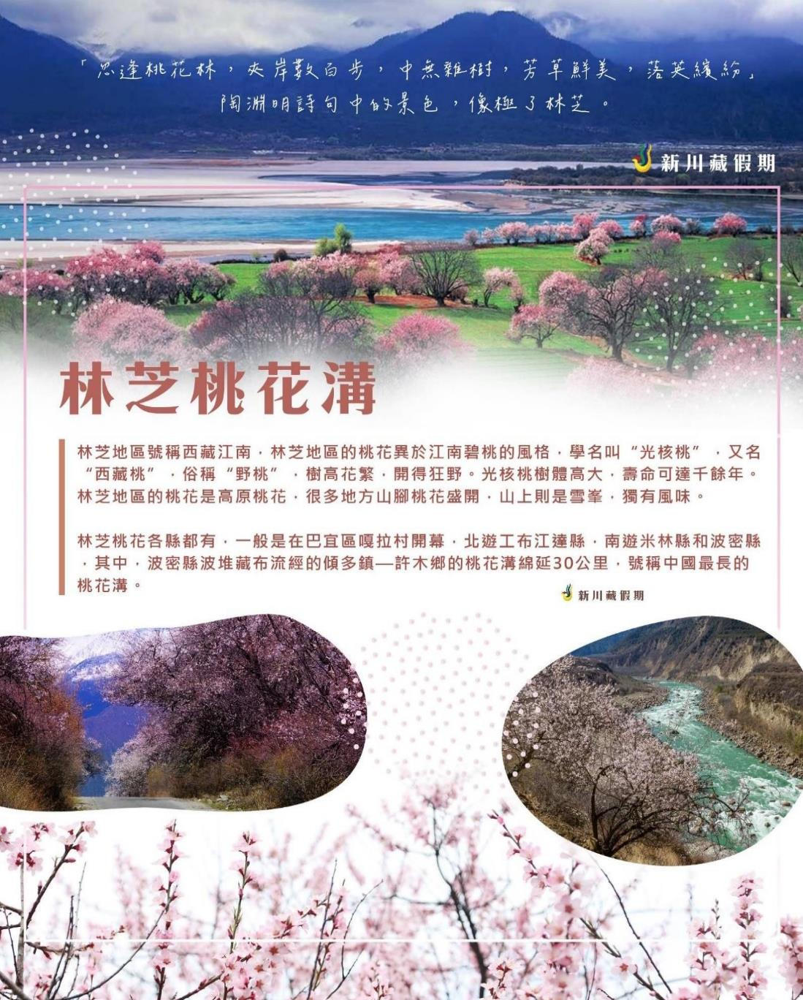 「忽逢桃花林，夾岸數百步，中無雜樹，芳草鮮美，落英繽紛」
陶淵明詩句中的景色，像極了林芝。
新川藏假期
林芝桃花溝
林芝地區號稱西藏江南，林芝地區的桃花異於江南碧桃的風格，學名叫“光核桃”，又名
“西藏桃”，俗稱“野桃”，樹高花繁，開得狂野。光核桃樹體高大，壽命可達千餘年。
林芝地區的桃花是高原桃花，很多地方山腳桃花盛開，山上則是雪峯，獨有風味。
林芝桃花各縣都有，一般是在巴宜區嘎拉村開幕，北遊工布江達縣，南遊米林縣和波密縣
，其中，波密縣波堆藏布流經的傾多鎮—許木鄉的桃花溝綿延30公里，號稱中國最長的
桃花溝。
新川藏假期